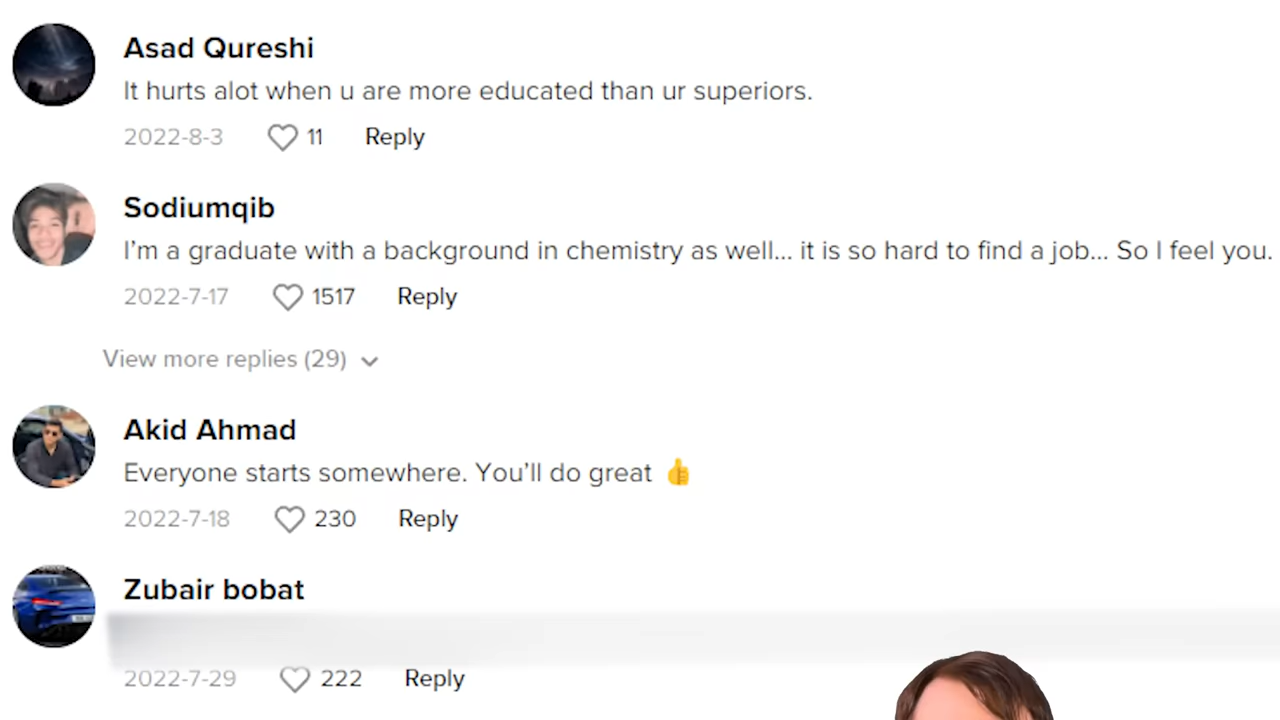 Asad Qureshi
It hurts alot when u are more educated than ur superiors.
2022-8-3 11 Reply
Sodiumqib
I’m a graduate with a background in chemistry as well... it is so hard to find a job... So I feel you.
2022-7-17 1517 Reply
View more replies (29)
Akid Ahmad
Everyone starts somewhere. You’ll do great 👍
2022-7-18 230 Reply
Zubair bobat
2022-7-29 222 Reply